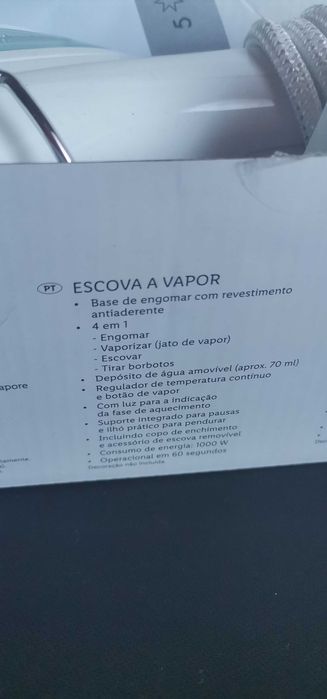 5
PT ESCOVA A VAPOR
• Base de engomar com revestimento
antiaderente
• 4 em 1
- Engomar
- Vaporizar (jato de vapor)
- Escovar
- Tirar borbotos
• Depósito de água amovível (aprox. 70 ml)
• Regulador de temperatura contínuo
e botão de vapor
• Com luz para a indicação
da fase de aquecimento
• Suporte integrado para pausas
e ilhó prático para pendurar
• Incluindo copo de enchimento
e acessório de escova removível
• Consumo de energia: 1000 W
• Operacional em 60 segundos
Decoração não incluída
apore